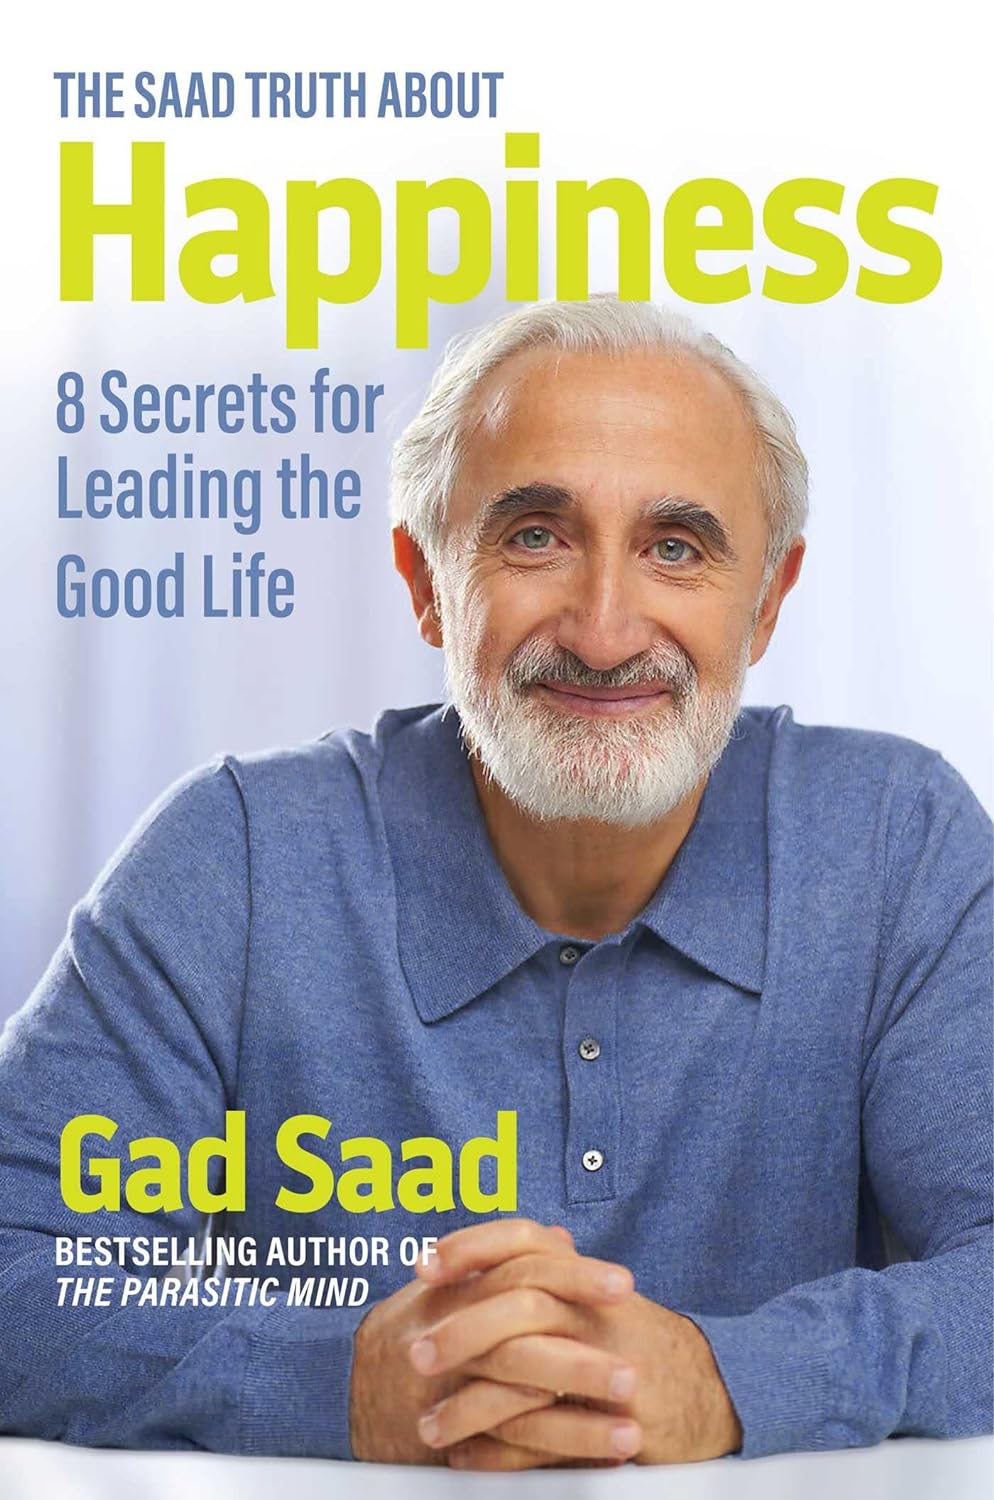 THE SAAD TRUTH ABOUT
Happiness
8 Secrets for
Leading the
Good Life
Gad Saad
BESTSELLING AUTHOR OF
THE PARASITIC MIND